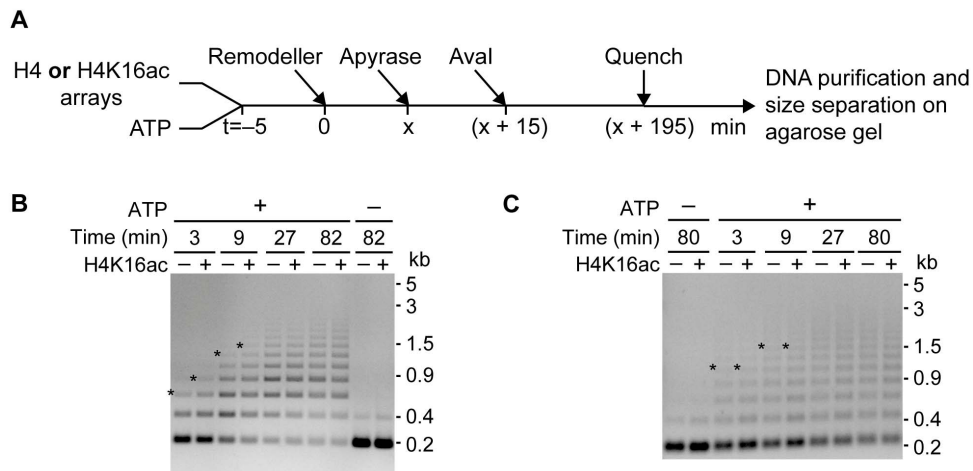 A
Remodeller Apyrase AvaI Quench
H4 or H4K16ac arrays
ATP
t=–5 0 x (x + 15) (x + 195) min
DNA purification and
size separation on
agarose gel
B
ATP + –
Time (min) 3 9 27 82 82
H4K16ac – + – + – + – + – + kb
5
3
1.5
0.9
0.4
0.2
* * * *
C
ATP – +
Time (min) 80 3 9 27 80
H4K16ac – + – + – + – + – + kb
5
3
1.5
0.9
0.4
0.2
* * * *